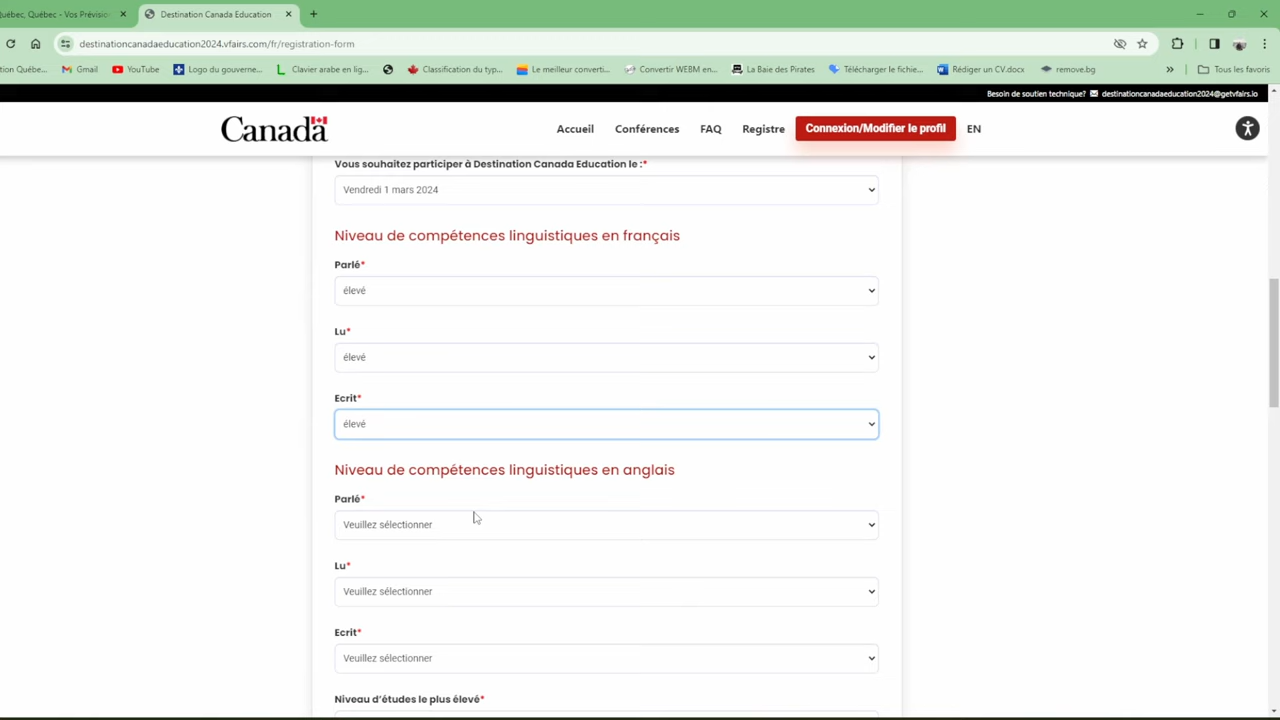 uébec, Québec - Vos Prévisio
Destination Canada Education
destinationcanadaeducation2024.vfairs.com/fr/registration-form
tion Québe...
Gmail
YouTube
Logo du gouverne...
Clavier arabe en lig...
Classification du typ...
Le meilleur converti...
Convertir WEBM en...
La Baie des Pirates
Télécharger le fichie...
Rédiger un CV.docx
remove.bg
»
Tous les favoris
Besoin de soutien technique? destinationcanadaeducation2024@getvfairs.io
Canada
Accueil
Conférences
FAQ
Registre
Connexion/Modifier le profil
EN
Vous souhaitez participer à Destination Canada Education le :*
Vendredi 1 mars 2024
Niveau de compétences linguistiques en français
Parlé*
élevé
Lu*
élevé
Ecrit*
élevé
Niveau de compétences linguistiques en anglais
Parlé*
Veuillez sélectionner
Lu*
Veuillez sélectionner
Ecrit*
Veuillez sélectionner
Niveau d'études le plus élevé*